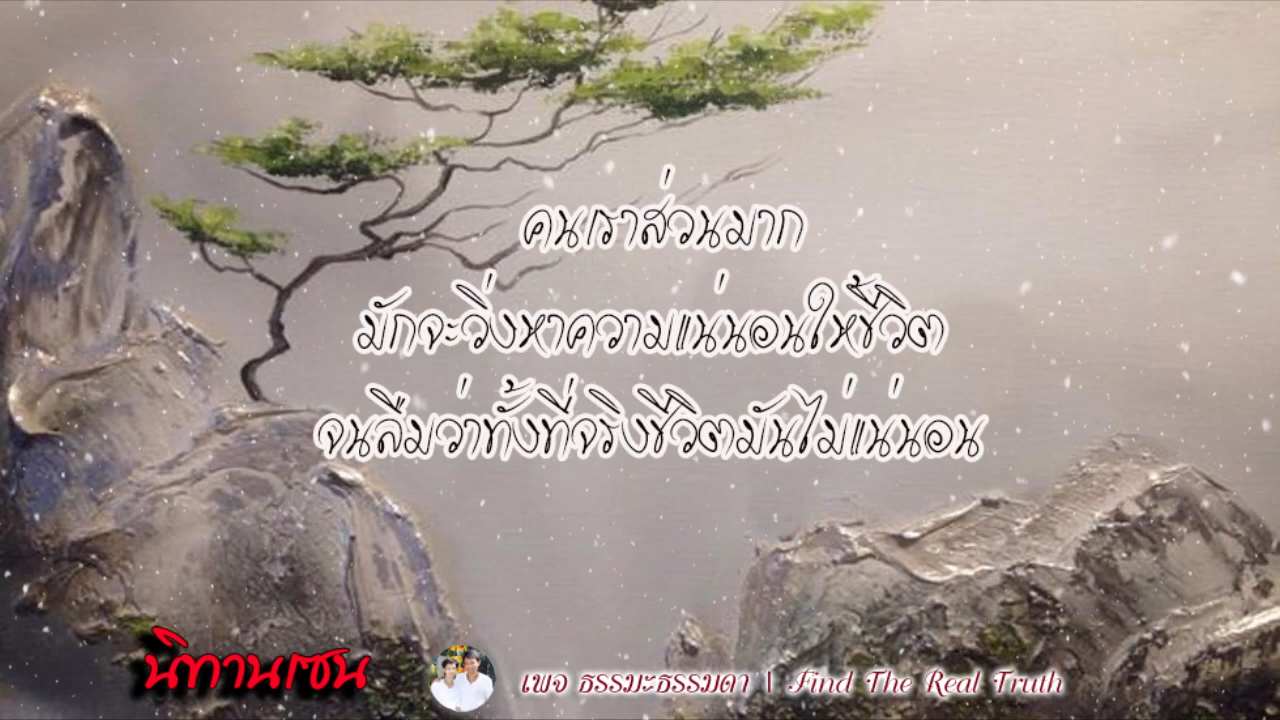 คนเราส่วนมาก
มักจะวิ่งหาความแน่นอนให้ชีวิต
จนลืมว่าทั้งที่จริงชีวิตมันไม่แน่นอน
นิทานเซน
เพจ ธรรมะธรรมดา | Find The Real Truth